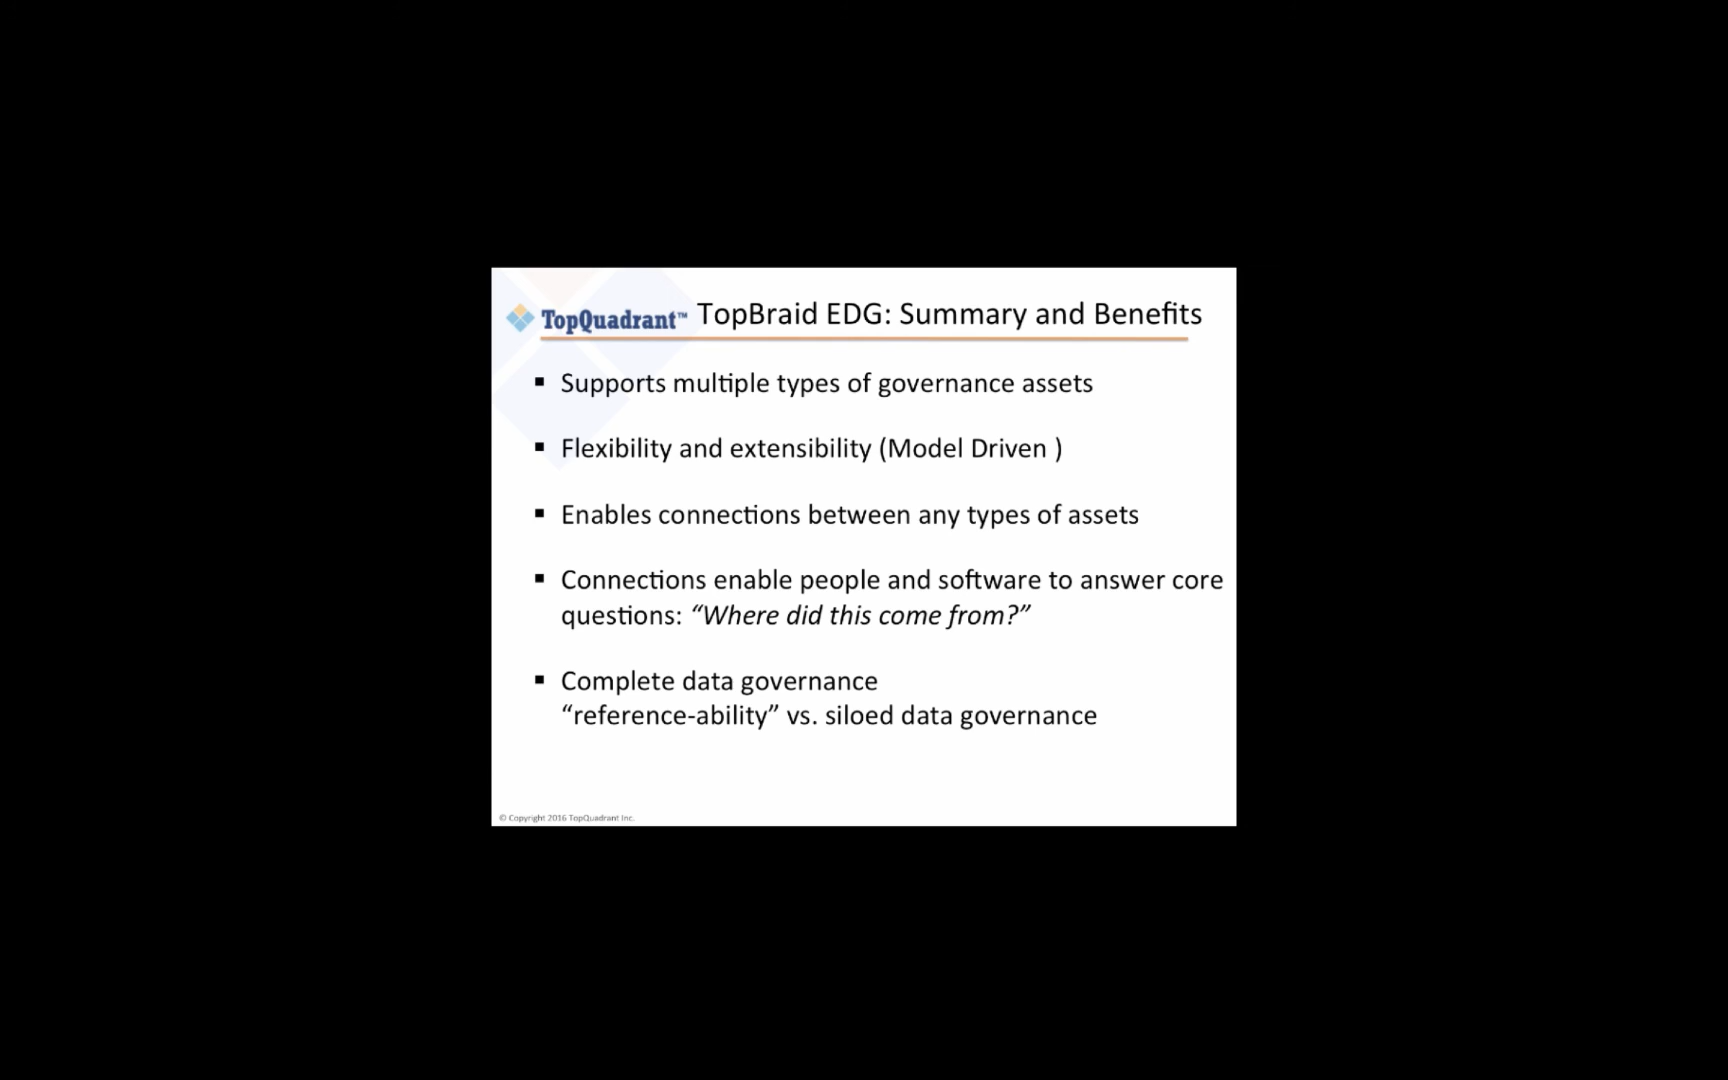 TopQuadrant™ TopBraid EDG: Summary and Benefits
▪ Supports multiple types of governance assets
▪ Flexibility and extensibility (Model Driven )
▪ Enables connections between any types of assets
▪ Connections enable people and software to answer core
questions: “Where did this come from?”
▪ Complete data governance
“reference-ability” vs. siloed data governance
© Copyright 2016 TopQuadrant Inc.